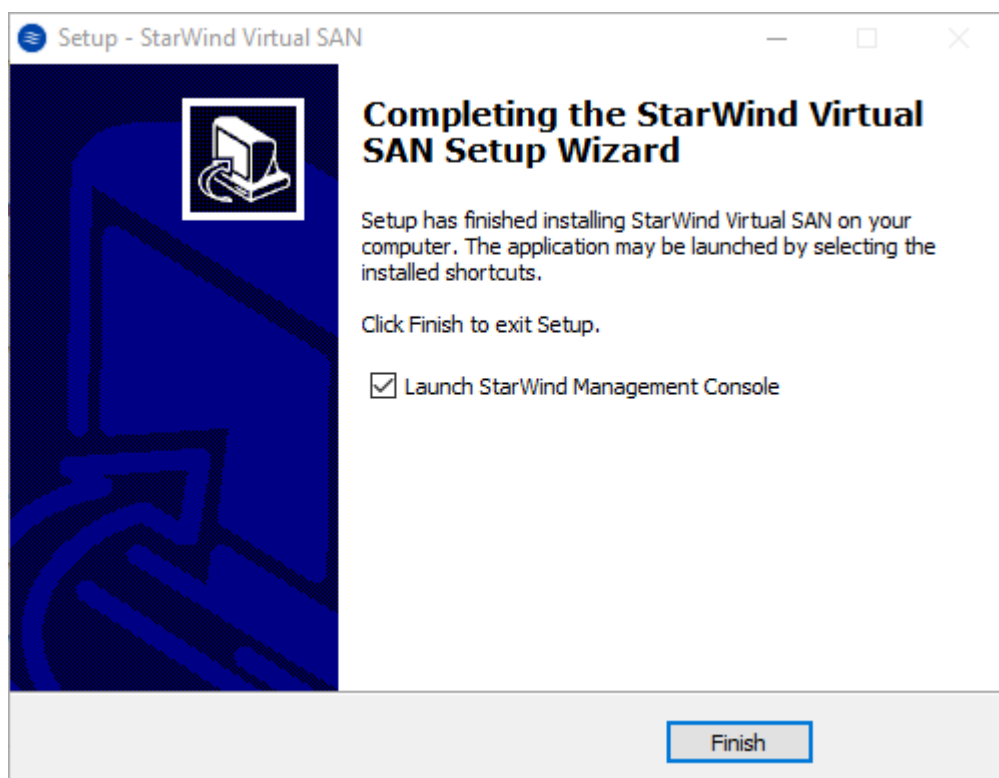 Setup - StarWind Virtual SAN
Completing the StarWind Virtual
SAN Setup Wizard
Setup has finished installing StarWind Virtual SAN on your
computer. The application may be launched by selecting the
installed shortcuts.
Click Finish to exit Setup.
Launch StarWind Management Console
Finish